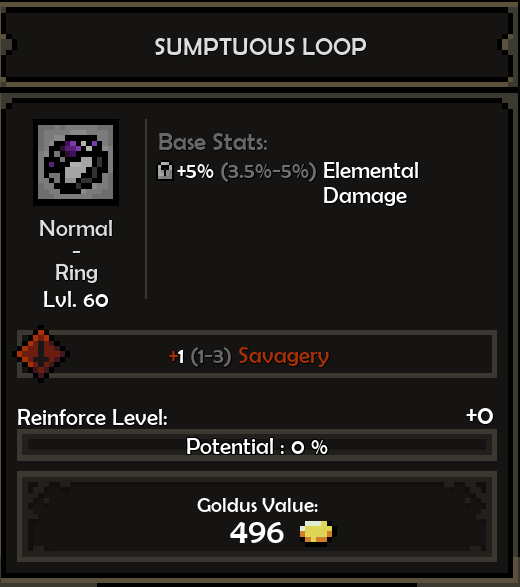 SUMPTUOUS LOOP
Base Stats:
+5% (3.5%-5%) Elemental
Damage
Normal
-
Ring
Lvl. 60
+1 (1-3) Savagery
Reinforce Level: +0
Potential : 0 %
Goldus Value:
496